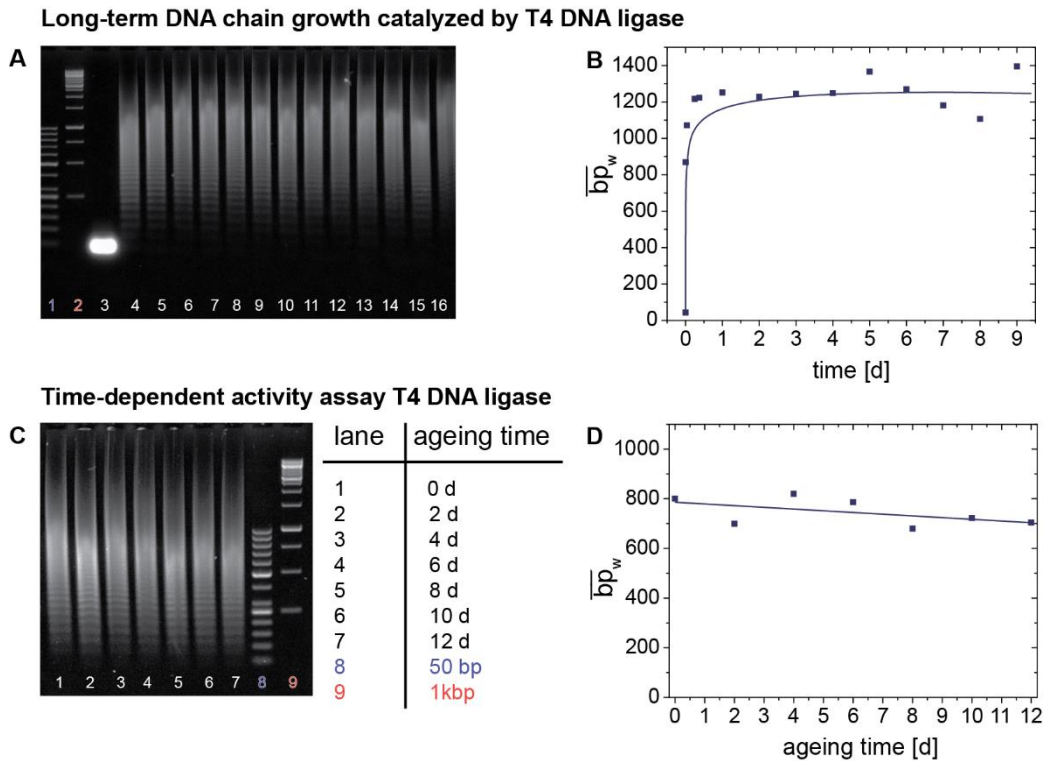 Long-term DNA chain growth catalyzed by T4 DNA ligase
A
1 2 3 4 5 6 7 8 9 10 11 12 13 14 15 16
B
1400
1200
1000
800
600
400
200
0
bpw
0 1 2 3 4 5 6 7 8 9
time [d]
Time-dependent activity assay T4 DNA ligase
C
1 2 3 4 5 6 7 8 9
lane ageing time
1 0 d
2 2 d
3 4 d
4 6 d
5 8 d
6 10 d
7 12 d
8 50 bp
9 1kbp
D
1000
800
600
400
200
0
bpw
0 1 2 3 4 5 6 7 8 9 10 11 12
ageing time [d]